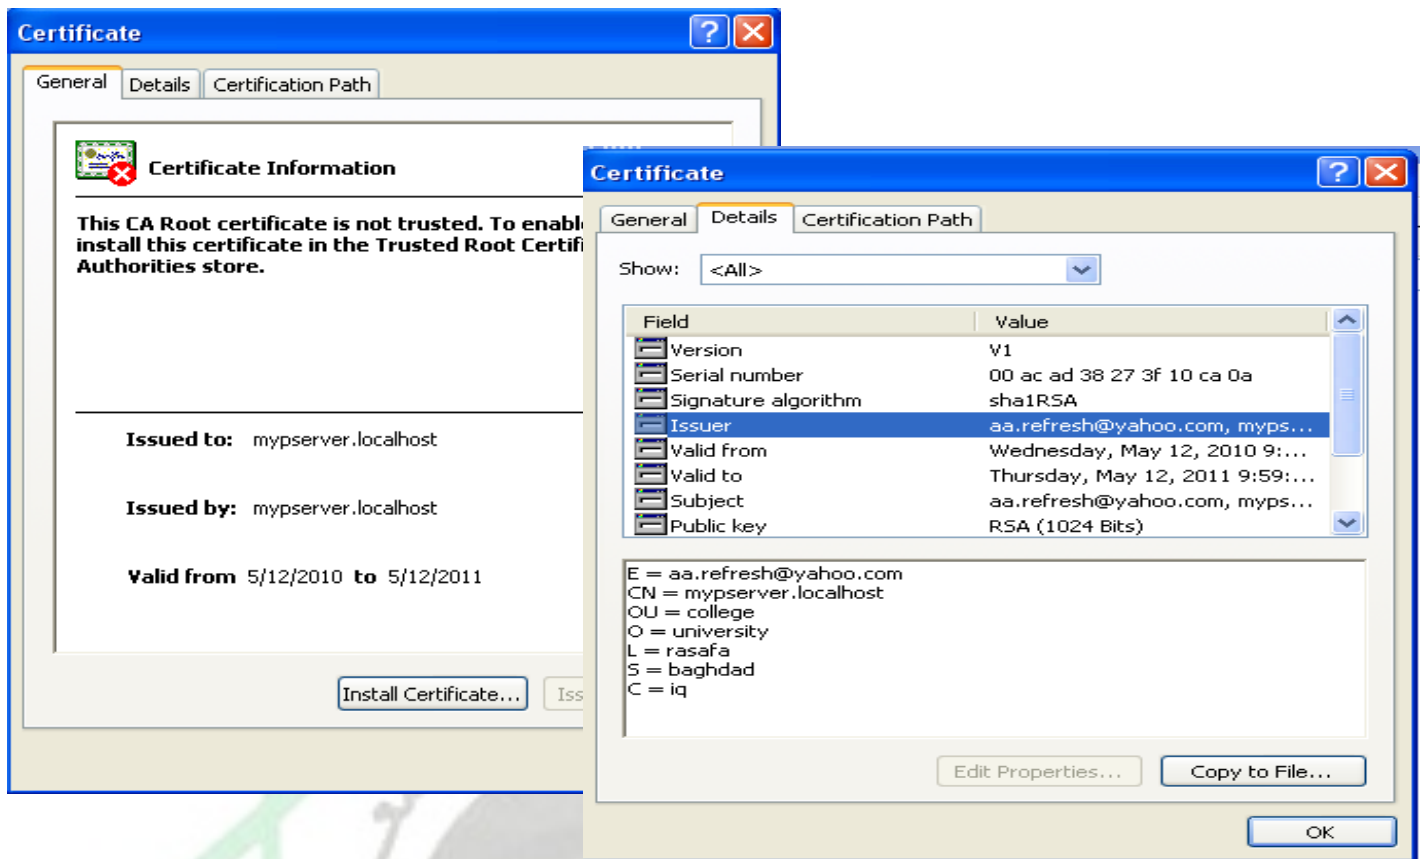 Certificate
General Details Certification Path
Certificate Information
This CA Root certificate is not trusted. To
install this certificate in the Trusted Root
Authorities store.
Issued to: mypserver.localhost
Issued by: mypserver.localhost
Valid from 5/12/2010 to 5/12/2011
Install Certificate... Iss
Certificate
General Details Certification Path
Show: <All>
Field Value
Version V1
Serial number 00 ac ad 38 27 3f 10 ca 0a
Signature algorithm sha1RSA
Issuer aa.refresh@yahoo.com, myps...
Valid from Wednesday, May 12, 2010 9:...
Valid to Thursday, May 12, 2011 9:59:...
Subject aa.refresh@yahoo.com, myps...
Public key RSA (1024 Bits)
E = aa.refresh@yahoo.com
CN = mypserver.localhost
OU = college
O = university
L = rasafa
S = baghdad
C = iq
Edit Properties... Copy to File...
OK